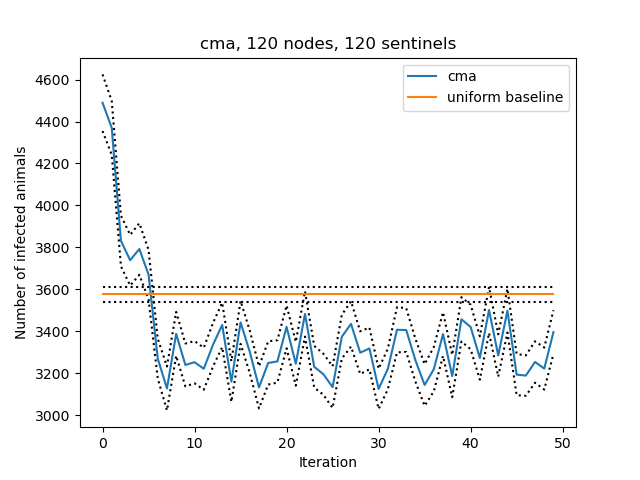 cma, 120 nodes, 120 sentinels
cma
uniform baseline
Number of infected animals
4600
4400
4200
4000
3800
3600
3400
3200
3000
0 10 20 30 40 50
Iteration